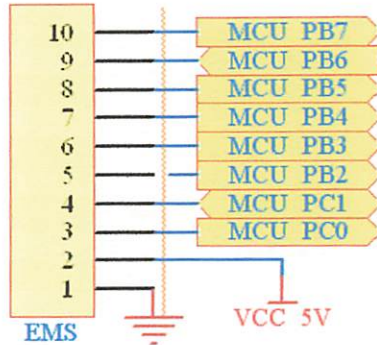 10 MCU PB7
9 MCU PB6
8 MCU PB5
7 MCU PB4
6 MCU PB3
5 MCU PB2
4 MCU PC1
3 MCU PC0
2
1
VCC 5V
EMS